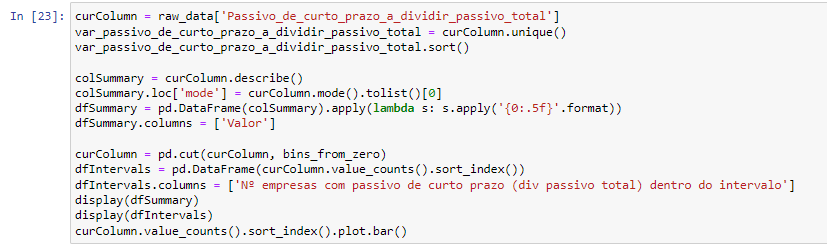 In [23]: curColumn = raw_data['Passivo_de_curto_prazo_a_dividir_passivo_total']
var_passivo_de_curto_prazo_a_dividir_passivo_total = curColumn.unique()
var_passivo_de_curto_prazo_a_dividir_passivo_total.sort()
colSummary = curColumn.describe()
colSummary.loc['mode'] = curColumn.mode().tolist()[0]
dfSummary = pd.DataFrame(colSummary).apply(lambda s: s.apply('{0:.5f}'.format))
dfSummary.columns = ['Valor']
curColumn = pd.cut(curColumn, bins_from_zero)
dfIntervals = pd.DataFrame(curColumn.value_counts().sort_index())
dfIntervals.columns = ['Nº empresas com passivo de curto prazo (div passivo total) dentro do intervalo']
display(dfSummary)
display(dfIntervals)
curColumn.value_counts().sort_index().plot.bar()